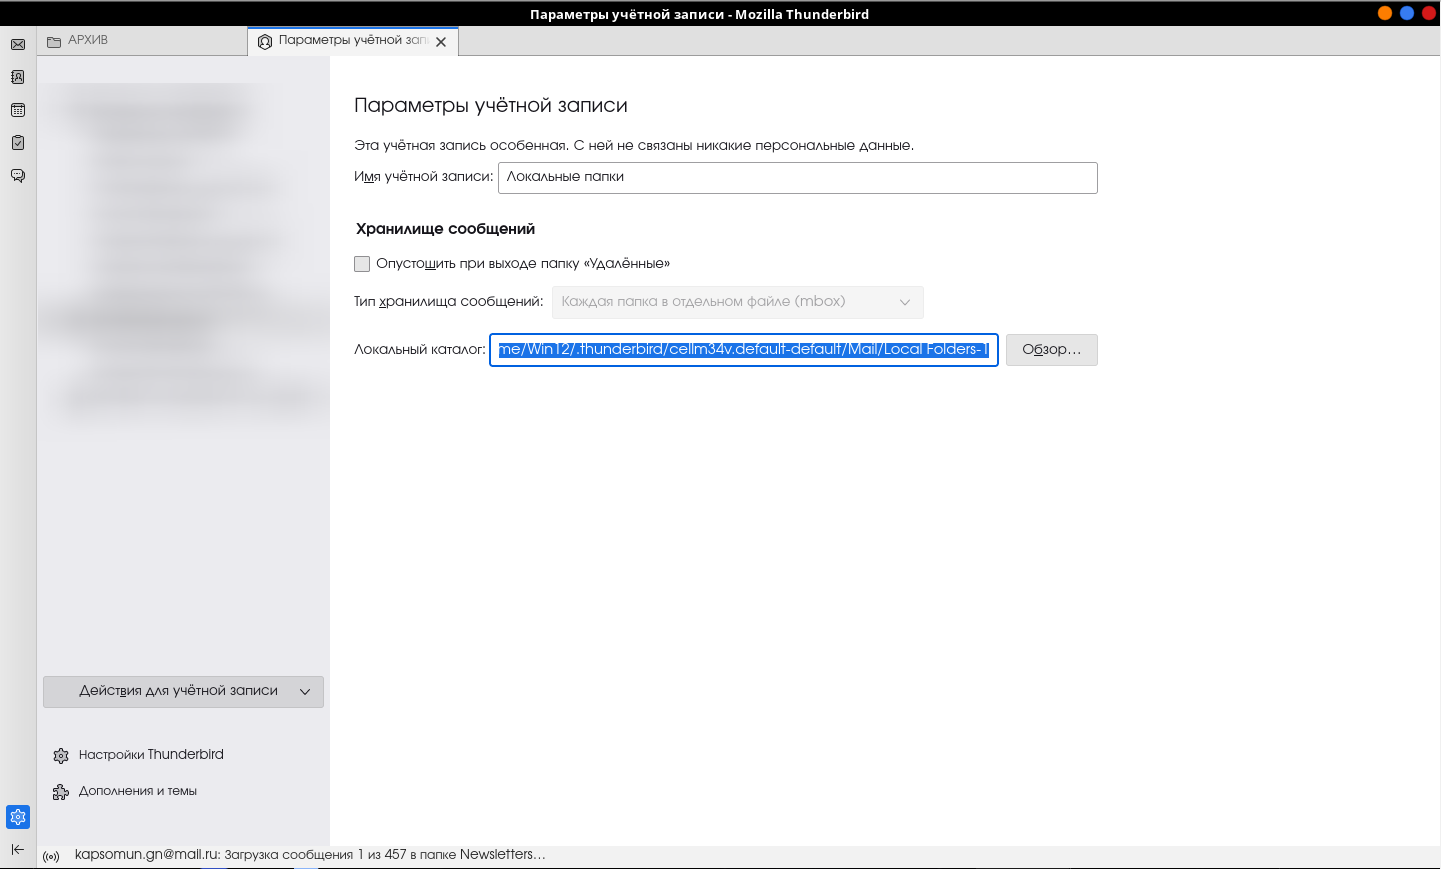 Параметры учётной записи - Mozilla Thunderbird
АРХИВ
Параметры учётной зап
Параметры учётной записи
Эта учётная запись особенная. С ней не связаны никакие персональные данные.
Имя учётной записи: Локальные папки
Хранилище сообщений
Опустошить при выходе папку «Удалённые»
Тип хранилища сообщений: Каждая папка в отдельном файле (mbox)
Локальный каталог: me/Win12/.thunderbird/cellm34v.default-default/Mail/Local Folders-1 Обзор...
Действия для учётной записи
Настройки Thunderbird
Дополнения и темы
kapsomun.gn@mail.ru: Загрузка сообщения 1 из 457 в папке Newsletters...